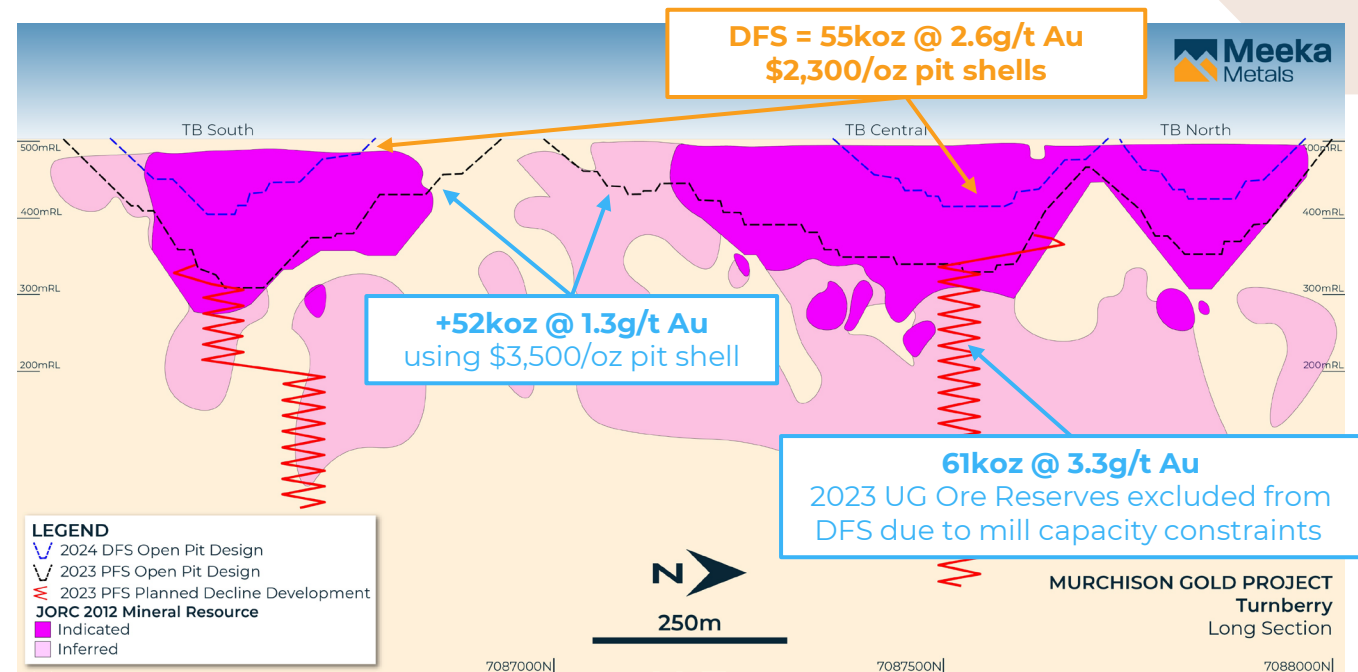 DFS = 55koz @ 2.6g/t Au
$2,300/oz pit shells
Meeka
Metals
TB South
TB Central
TB North
500mRL
500mRL
400mRL
400mRL
300mRL
300mRL
200mRL
200mRL
+52koz @ 1.3g/t Au
using $3,500/oz pit shell
61koz @ 3.3g/t Au
2023 UG Ore Reserves excluded from
DFS due to mill capacity constraints
LEGEND
2024 DFS Open Pit Design
2023 PFS Open Pit Design
2023 PFS Planned Decline Development
JORC 2012 Mineral Resource
Indicated
Inferred
N
250m
MURCHISON GOLD PROJECT
Turnberry
Long Section
7087000N
7087500N
7088000N